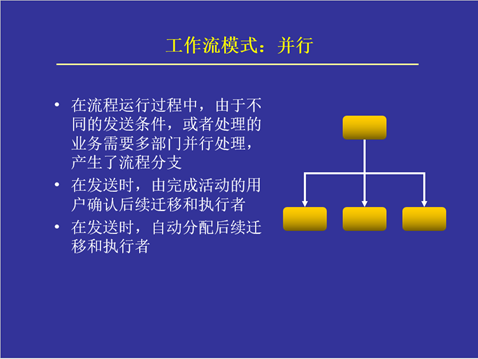 工作流模式：并行
• 在流程运行过程中，由于不
同的发送条件，或者处理的
业务需要多部门并行处理，
产生了流程分支
• 在发送时，由完成活动的用
户确认后续迁移和执行者
• 在发送时，自动分配后续迁
移和执行者